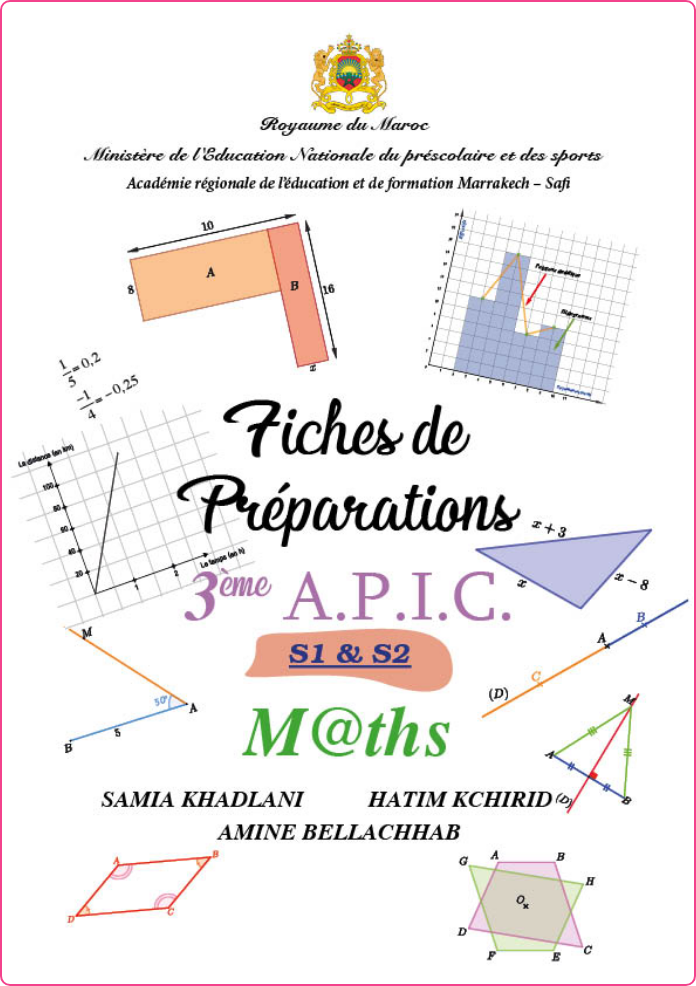 Royaume du Maroc
Ministère de l'Education Nationale du préscolaire et des sports
Académie régionale de l'éducation et de formation Marrakech – Safi
10
A
B
8
16
x
1/5 = 0,2
-1/4 = -0,25
La distance (en km)
100
80
60
40
20
1
2
Le temps (en h)
Fiches de
Préparations
x + 3
x
x - 8
3ème A.P.I.C.
S1 & S2
M@ths
M
50°
A
B
5
B
A
C
(D)
M
A
B
(D)
SAMIA KHADLANI HATIM KCHIRID
AMINE BELLACHHAB
A
B
D
C
G
A
B
H
O
D
F
E
C